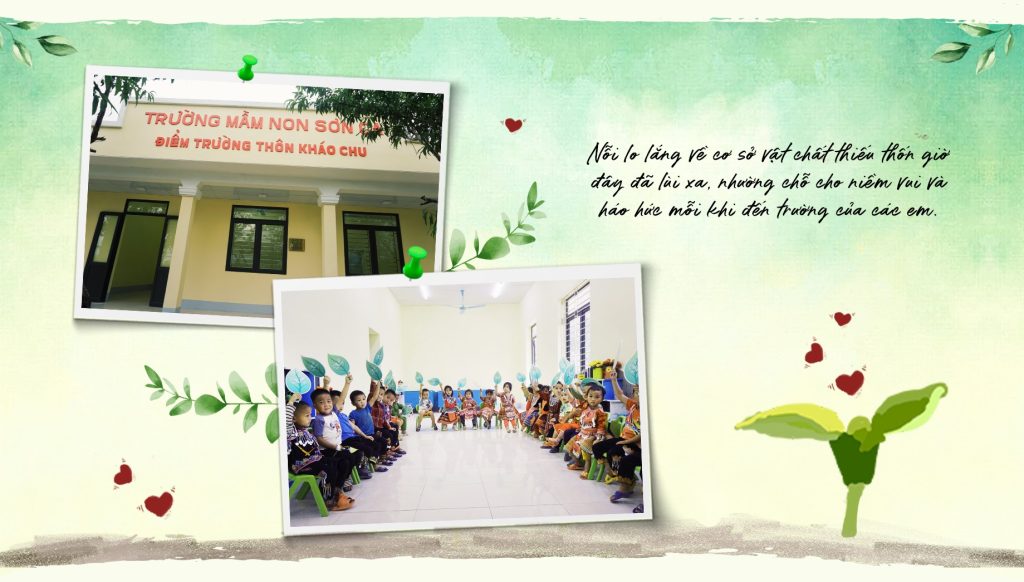 TRƯỜNG MẦM NON SƠN
ĐIỂM TRƯỜNG THÔN KHÁO CHU
Nỗi lo lắng về cơ sở vật chất thiếu thốn giờ
đây đã lùi xa, nhường chỗ cho niềm vui và
háo hức mỗi khi đến trường của các em.